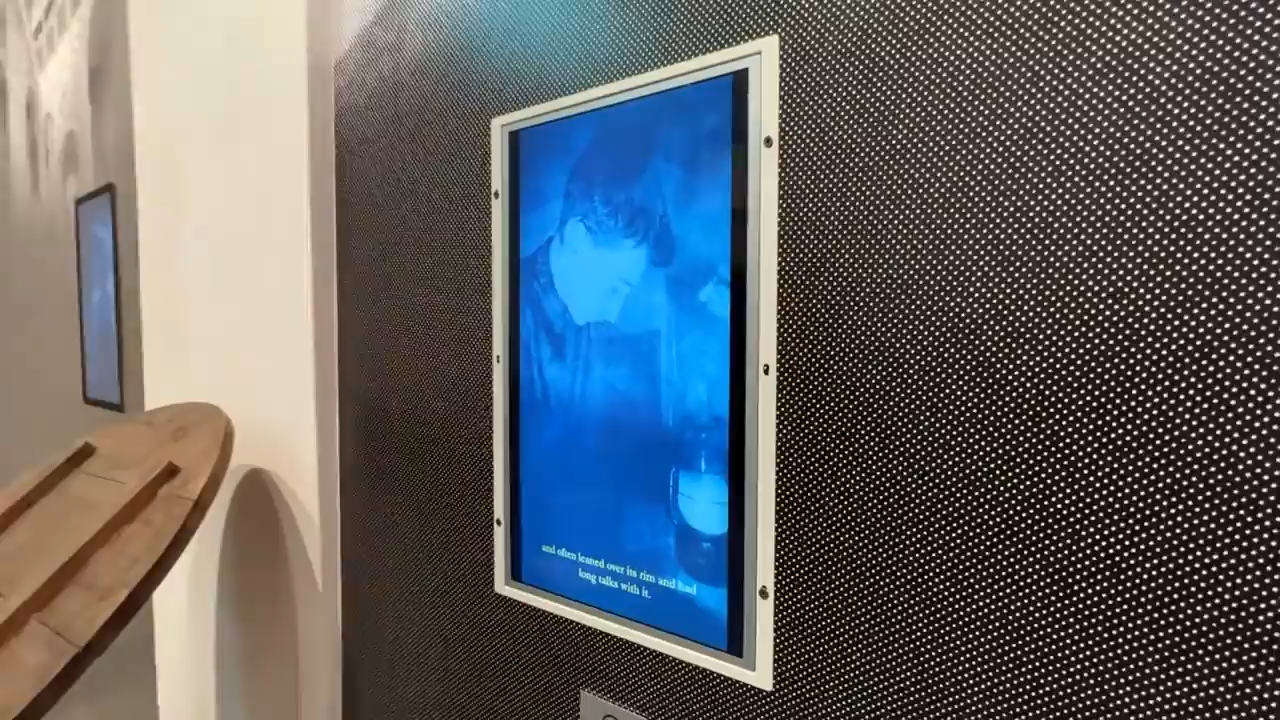 and often leaned over its rim and had
long talks with it.